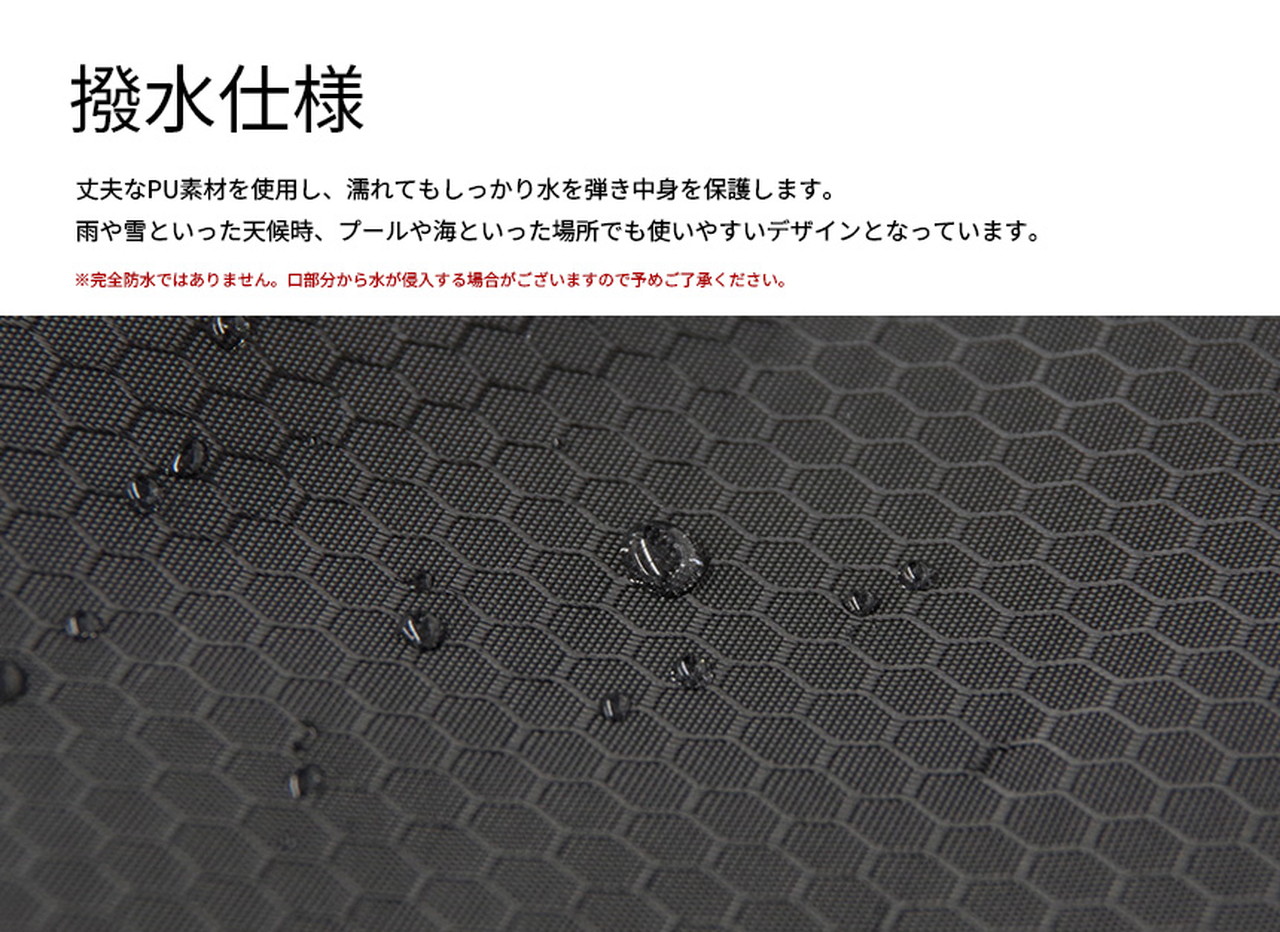 撥水仕様
丈夫なPU素材を使用し、濡れてもしっかり水を弾き中身を保護します。
雨や雪といった天候時、プールや海といった場所でも使いやすいデザインとなっています。
※完全防水ではありません。口部分から水が侵入する場合がございますので予めご了承ください。